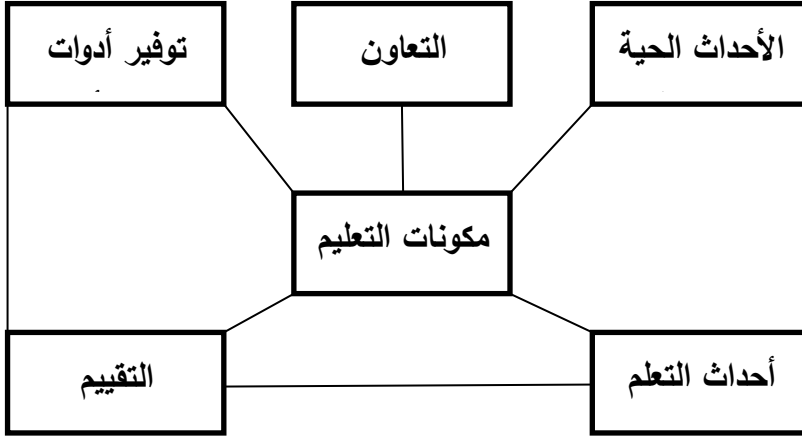 الأحداث الحية
التعاون
توفير أدوات
مكونات التعليم
أحداث التعلم
التقييم